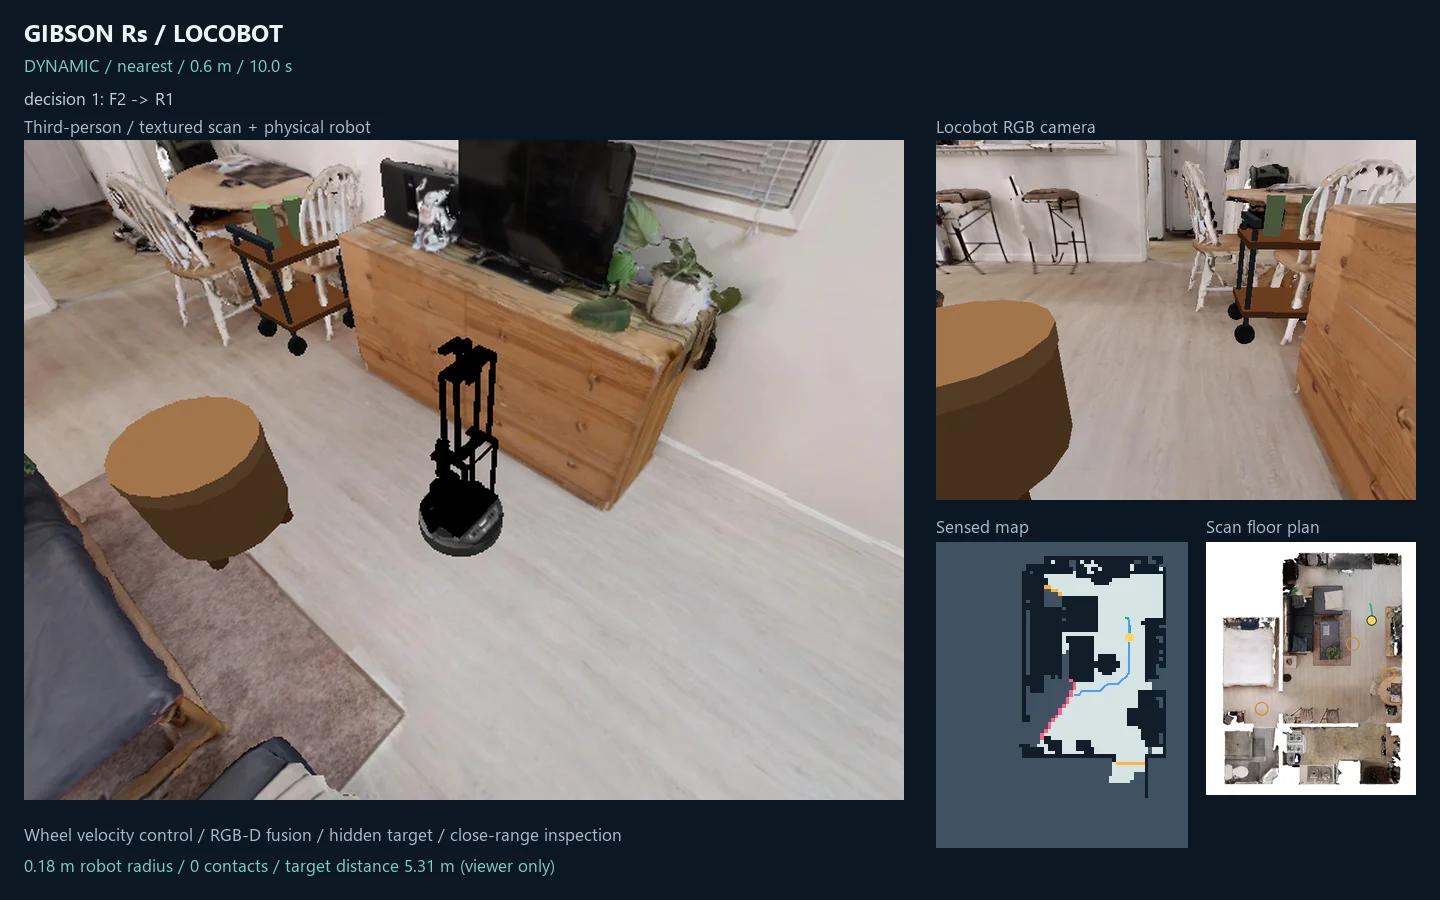 GIBSON Rs / LOCOBOT
DYNAMIC / nearest / 0.6 m / 10.0 s
decision 1: F2 -> R1
Third-person / textured scan + physical robot
Locobot RGB camera
Sensed map
Scan floor plan
Wheel velocity control / RGB-D fusion / hidden target / close-range inspection
0.18 m robot radius / 0 contacts / target distance 5.31 m (viewer only)